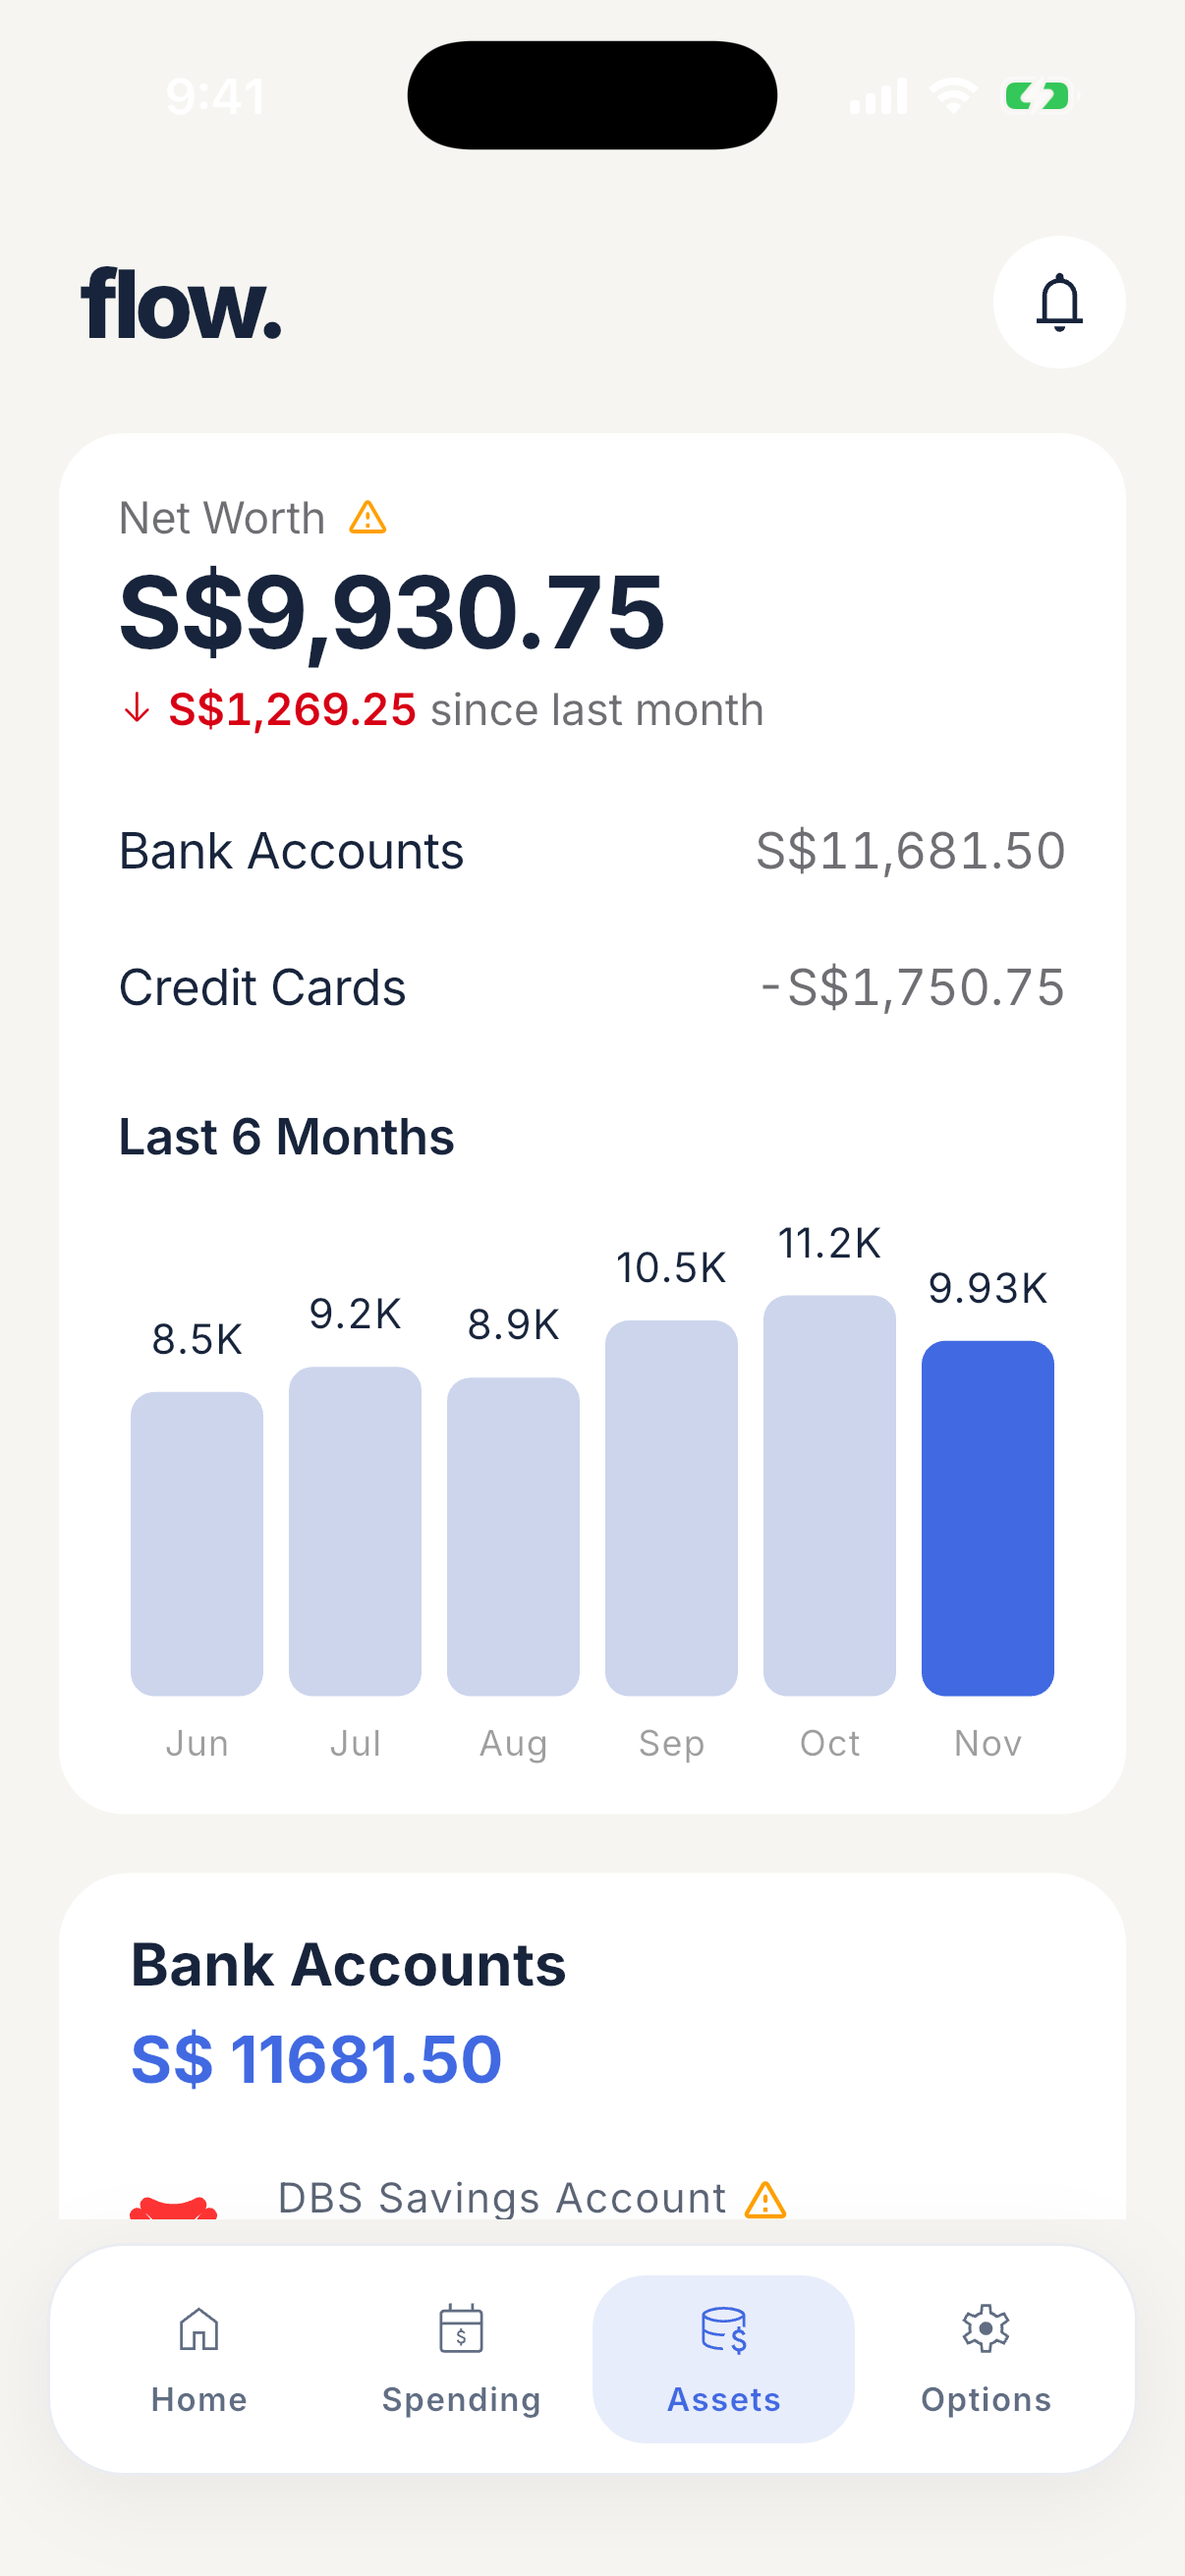 9:41
flow.
Net Worth
S$9,930.75
↓ S$1,269.25 since last month
Bank Accounts S$11,681.50
Credit Cards -S$1,750.75
Last 6 Months
8.5K 9.2K 8.9K 10.5K 11.2K 9.93K
Jun Jul Aug Sep Oct Nov
Bank Accounts
S$ 11681.50
DBS Savings Account
Home Spending Assets Options